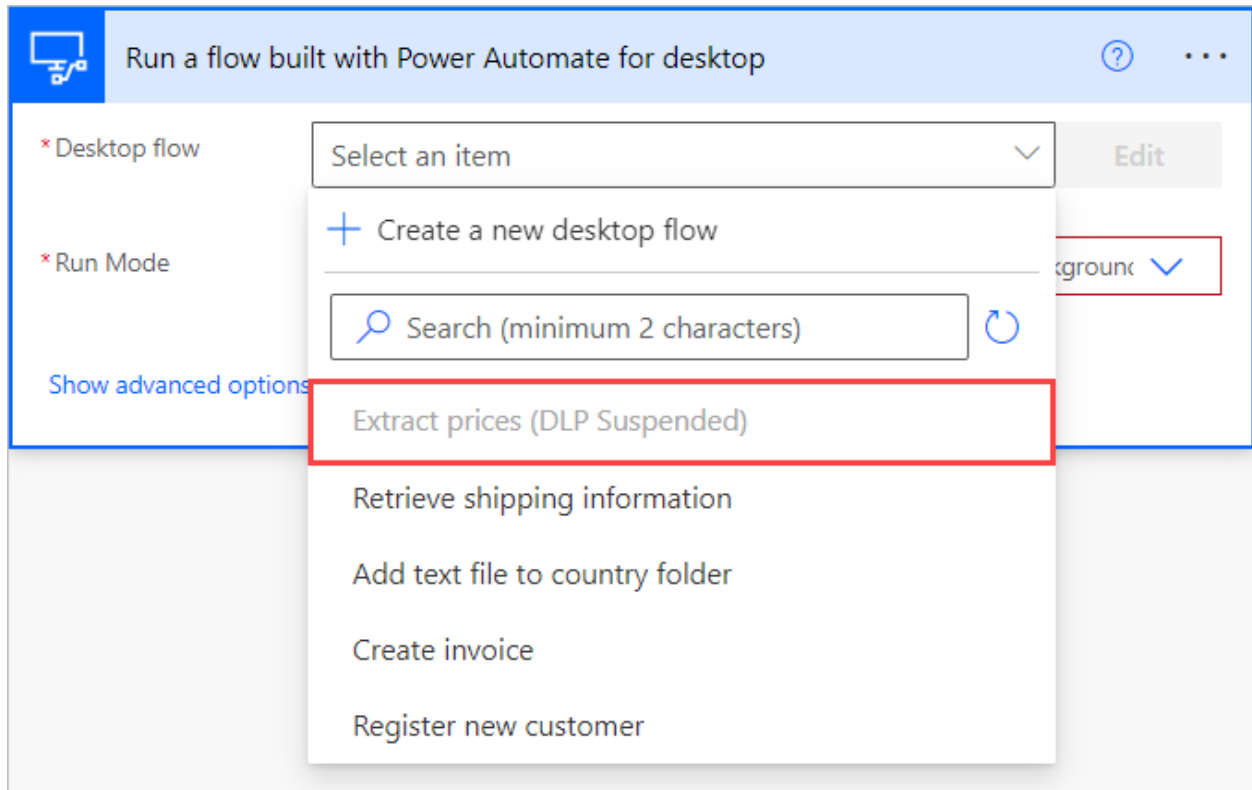 Run a flow built with Power Automate for desktop
* Desktop flow
Select an item
Edit
Create a new desktop flow
* Run Mode
Search (minimum 2 characters)
Show advanced options
Extract prices (DLP Suspended)
Retrieve shipping information
Add text file to country folder
Create invoice
Register new customer